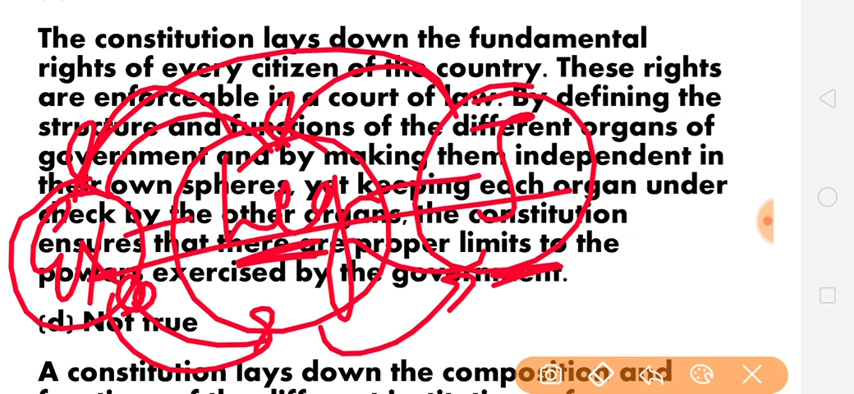 The constitution lays down the fundamental
rights of every citizen of the country. These rights
are enforceable in a court of law. By defining the
structure and functions of the different organs of
government and by making them independent in
their own spheres, yet keeping each organ under
check by the other organs, the constitution
ensures that there are proper limits to the
powers exercised by the government.
(d) Not true
A constitution lays down the composition and